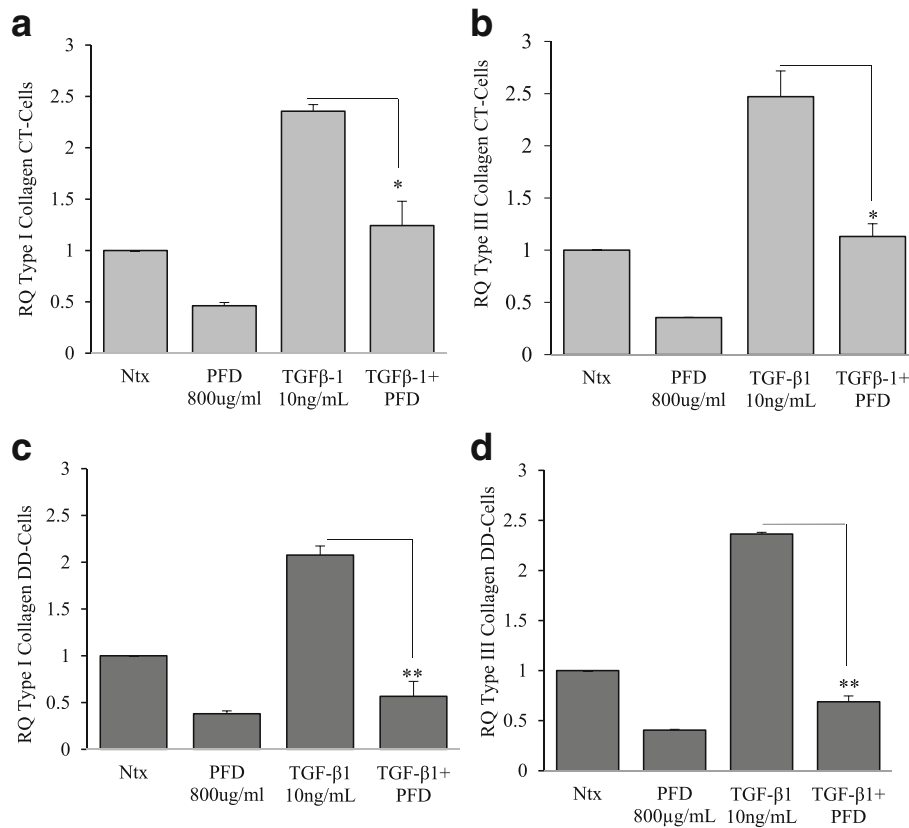 a
RQ Type I Collagen CT-Cells
3
2.5
2
1.5
1
0.5
0
*
Ntx
PFD
800ug/ml
TGFβ-1
10ng/mL
TGFβ-1+
PFD
b
RQ Type III Collagen CT-Cells
3
2.5
2
1.5
1
0.5
0
*
Ntx
PFD
800ug/ml
TGF-β1
10ng/mL
TGFβ-1+
PFD
c
RQ Type I Collagen DD-Cells
3
2.5
2
1.5
1
0.5
0
**
Ntx
PFD
800ug/ml
TGF-β1
10ng/mL
TGF-β1+
PFD
d
RQ Type III Collagen DD-Cells
3
2.5
2
1.5
1
0.5
0
**
Ntx
PFD
800µg/mL
TGF-β1
10ng/mL
TGF-β1+
PFD